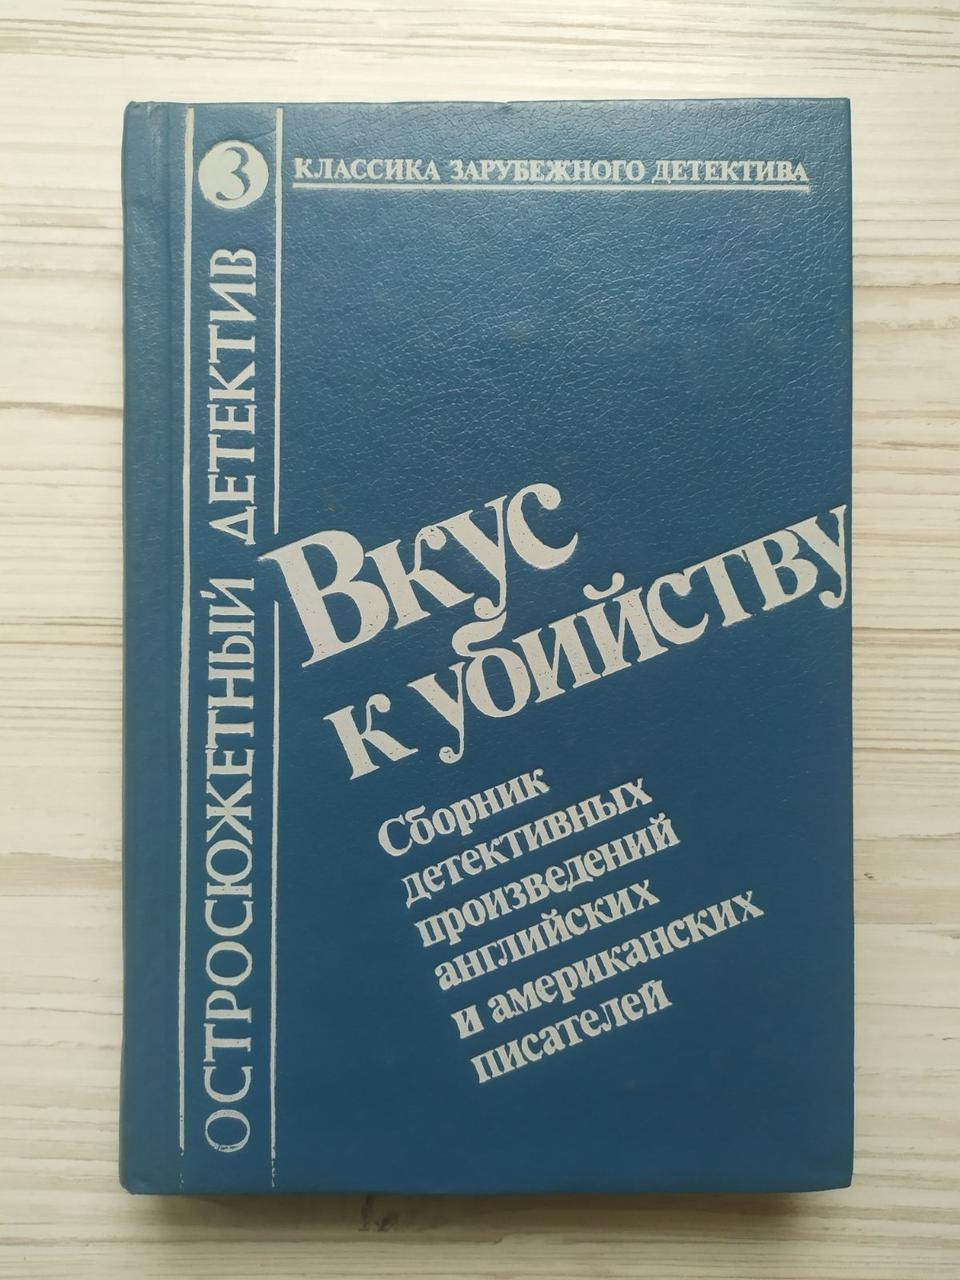 3
КЛАССИКА ЗАРУБЕЖНОГО ДЕТЕКТИВА
ОСТРОСЮЖЕТНЫЙ ДЕТЕКТИВ
Вкус
к убийству
Сборник
детективных
произведений
английских
и американских
писателей